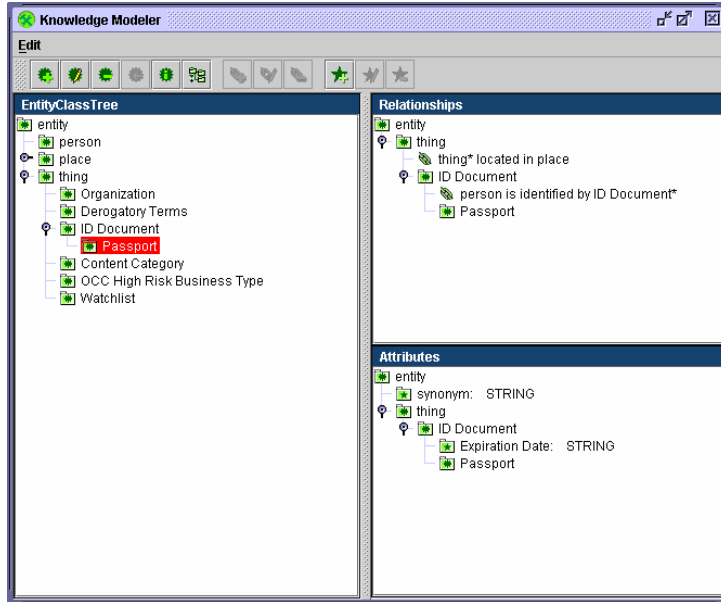 Knowledge Modeler
Edit
EntityClassTree
entity
person
place
thing
Organization
Derogatory Terms
ID Document
Passport
Content Category
OCC High Risk Business Type
Watchlist
Relationships
entity
thing
thing* located in place
ID Document
person is identified by ID Document*
Passport
Attributes
entity
synonym: STRING
thing
ID Document
Expiration Date: STRING
Passport